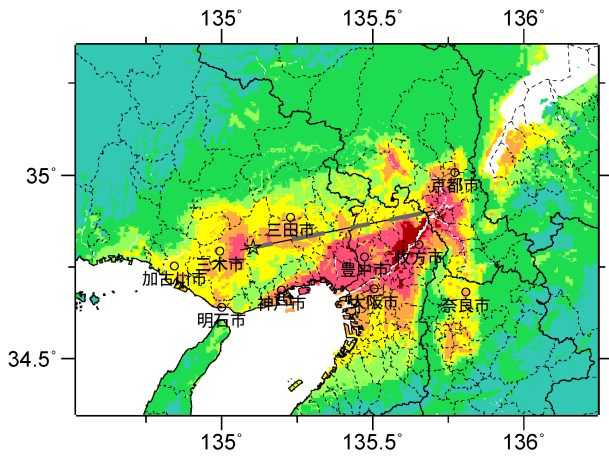 135° 135.5° 136°
35° 京都市
三田市
三木市 豊中市 枚方市
加古川市 神戸市 大阪市 奈良市
明石市
34.5°
135° 135.5° 136°